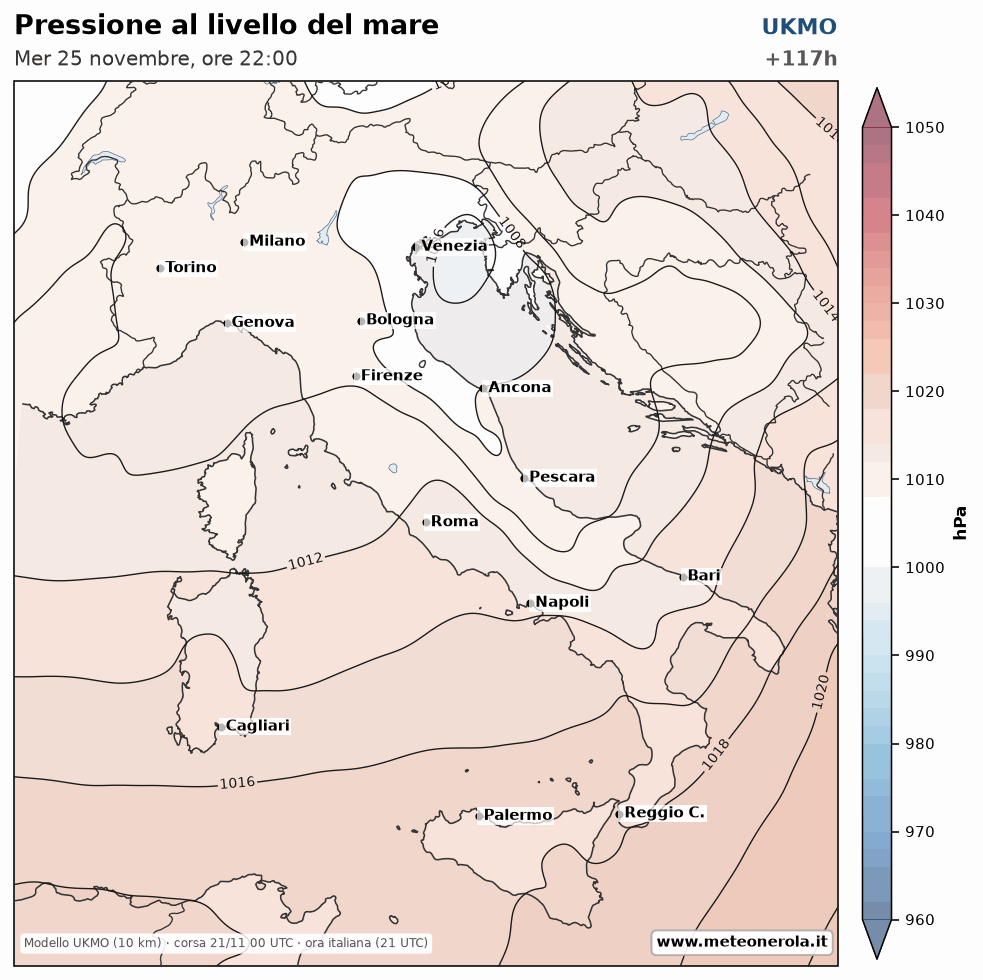 Pressione al livello del mare
UKMO
Mer 25 novembre, ore 22:00
+117h
1050
1040
1030
1020
1010
1000
990
980
970
960
hPa
1014
1008
Venezia
Milano
Torino
Genova
Bologna
Firenze
Ancona
Pescara
Roma
1012
Bari
Napoli
1020
Cagliari
1018
1016
Palermo
Reggio C.
Modello UKMO (10 km) · corsa 21/11 00 UTC · ora italiana (21 UTC)
www.meteonerola.it